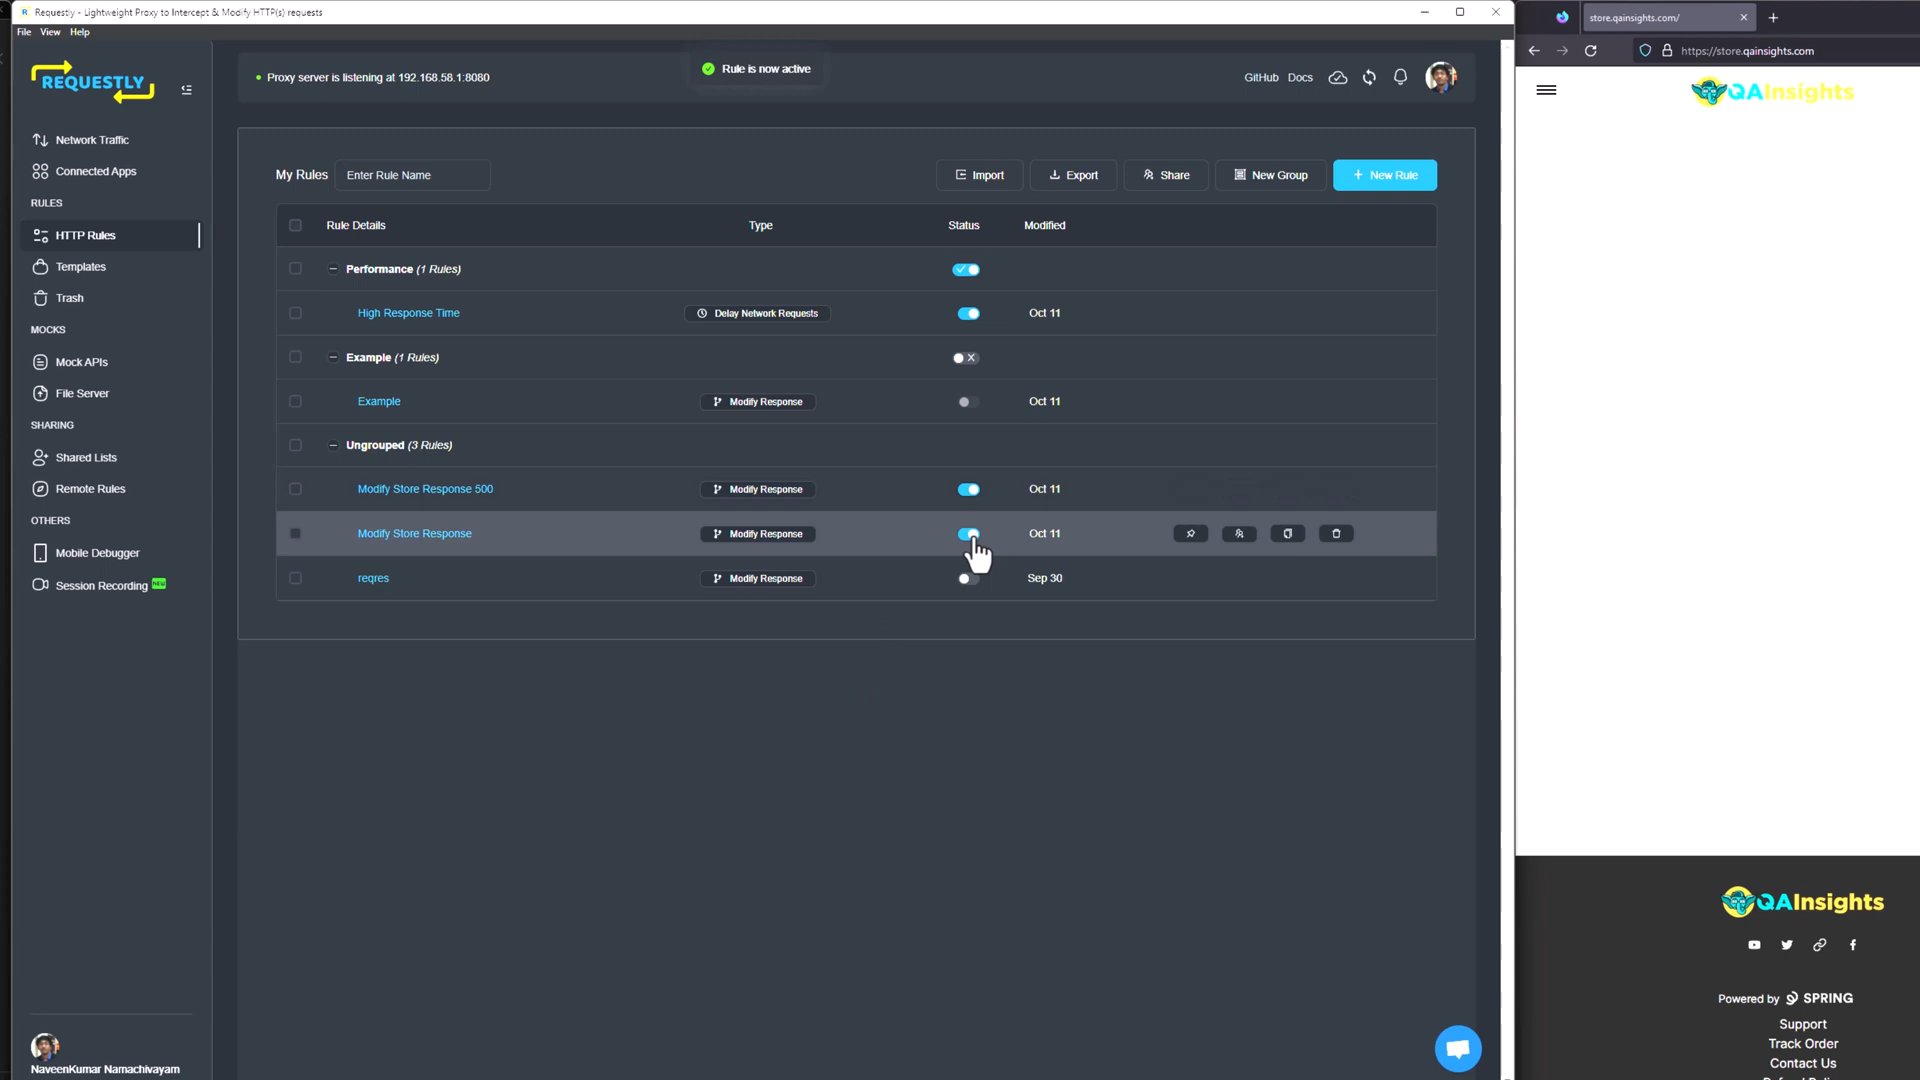 Requestly - Lightweight Proxy to Intercept & Modify HTTP(s) requests
File View Help
REQUESTLY
Network Traffic
Connected Apps
RULES
HTTP Rules
Templates
Trash
MOCKS
Mock APIs
File Server
SHARING
Shared Lists
Remote Rules
OTHERS
Mobile Debugger
Session Recording NEW
NaveenKumar Namachivayam
Proxy server is listening at 192.168.58.1:8080
Rule is now active
GitHub Docs
My Rules Enter Rule Name Import Export Share New Group + New Rule
Rule Details Type Status Modified
Performance (1 Rules)
High Response Time Delay Network Requests Oct 11
Example (1 Rules)
Example Modify Response Oct 11
Ungrouped (3 Rules)
Modify Store Response 500 Modify Response Oct 11
Modify Store Response Modify Response Oct 11
reqres Modify Response Sep 30
store.qainsights.com/
https://store.qainsights.com
QAInsights
QAInsights
Powered by SPRING
Support
Track Order
Contact Us